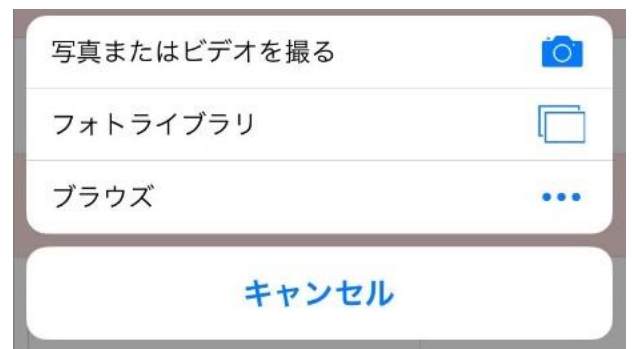 写真またはビデオを撮る
フォトライブラリ
ブラウズ
キャンセル